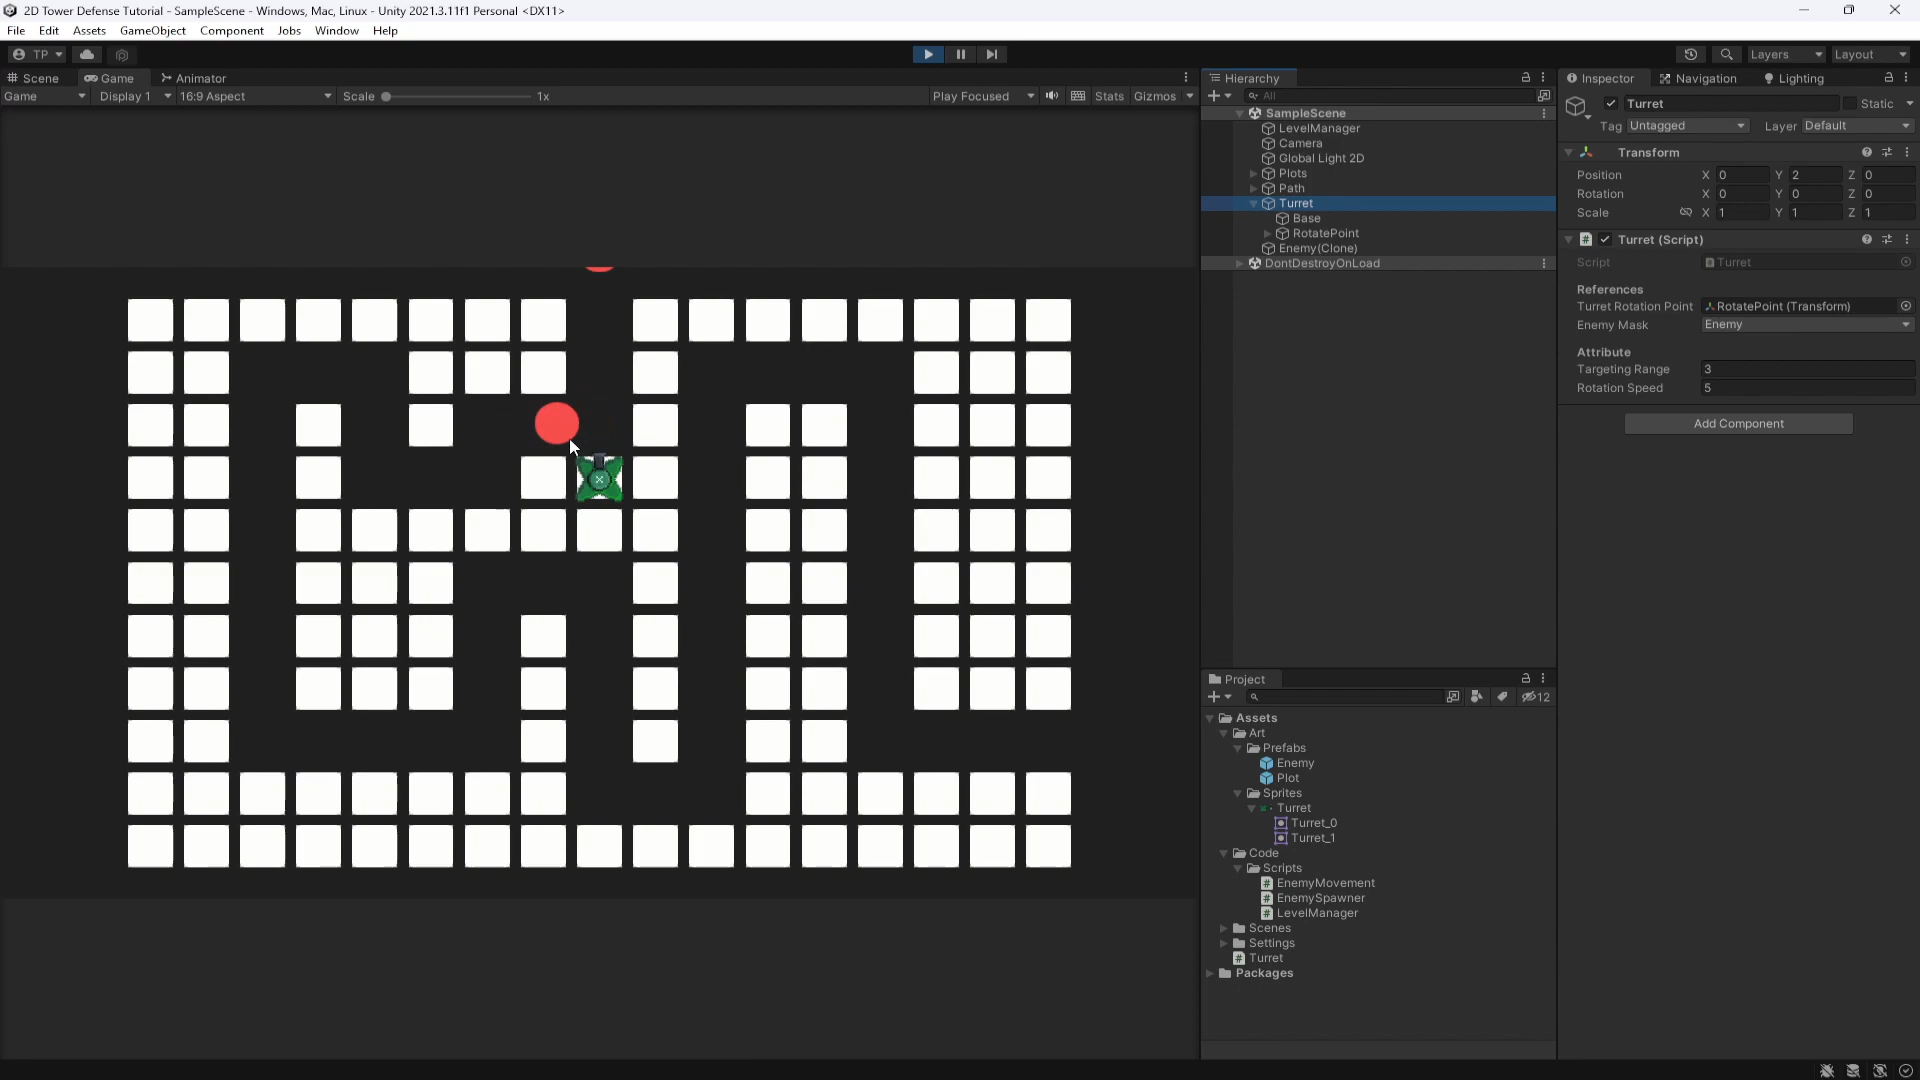 2D Tower Defense Tutorial - SampleScene - Windows, Mac, Linux - Unity 2021.3.11f1 Personal <DX11>
File Edit Assets GameObject Component Jobs Window Help
TP Layers Layout
Scene Game Animator
Game Display 1 16:9 Aspect Scale 1x Play Focused Stats Gizmos
Hierarchy
All
SampleScene
LevelManager
Camera
Global Light 2D
Plots
Path
Turret
Base
RotatePoint
Enemy(Clone)
DontDestroyOnLoad
Project
12
Assets
Art
Prefabs
Enemy
Plot
Sprites
Turret
Turret_0
Turret_1
Code
Scripts
EnemyMovement
EnemySpawner
LevelManager
Scenes
Settings
Turret
Packages
Inspector Navigation Lighting
Turret Static
Tag Untagged Layer Default
Transform
Position X 0 Y 2 Z 0
Rotation X 0 Y 0 Z 0
Scale X 1 Y 1 Z 1
Turret (Script)
Script Turret
References
Turret Rotation Point RotatePoint (Transform)
Enemy Mask Enemy
Attribute
Targeting Range 3
Rotation Speed 5
Add Component